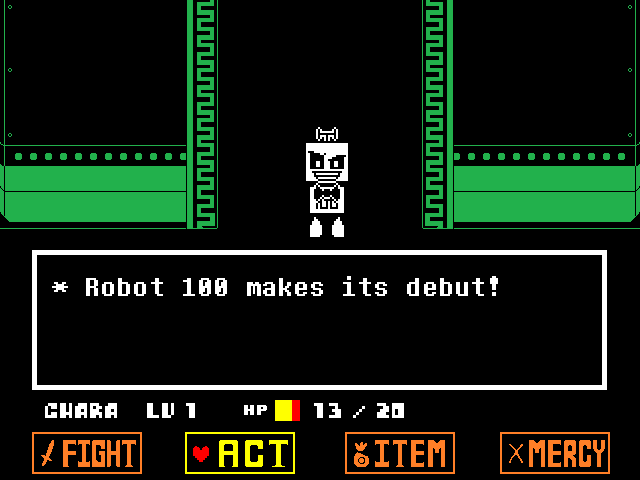 * Robot 100 makes its debut!
CHARA LV 1 HP 13 / 20
FIGHT ACT ITEM MERCY